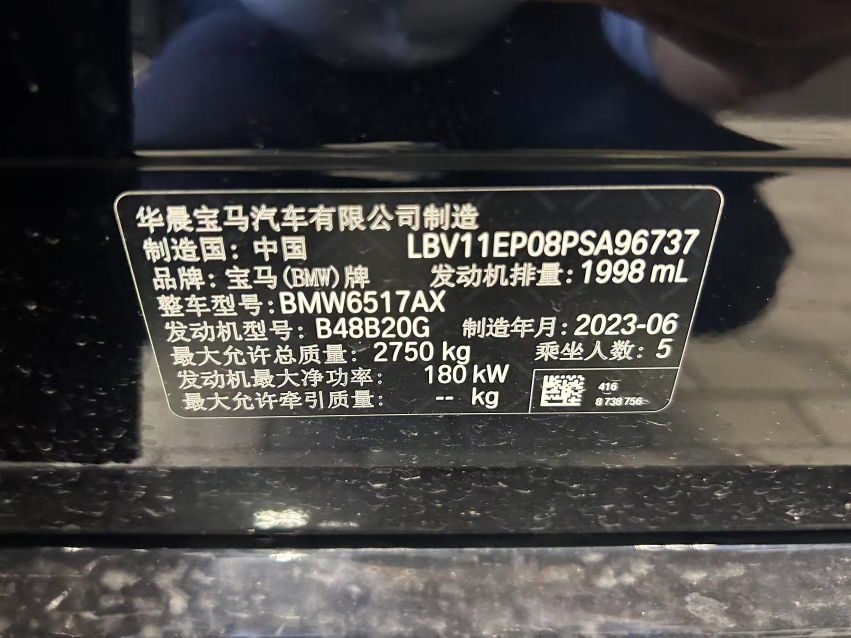 华晨宝马汽车有限公司制造
制造国：中国 LBV11EP08PSA96737
品牌：宝马(BMW)牌 发动机排量：1998 mL
整车型号：BMW6517AX
发动机型号：B48B20G 制造年月：2023-06
最大允许总质量：2750 kg 乘坐人数：5
发动机最大净功率： 180 kW
最大允许牵引质量： -- kg
416
8 738 756